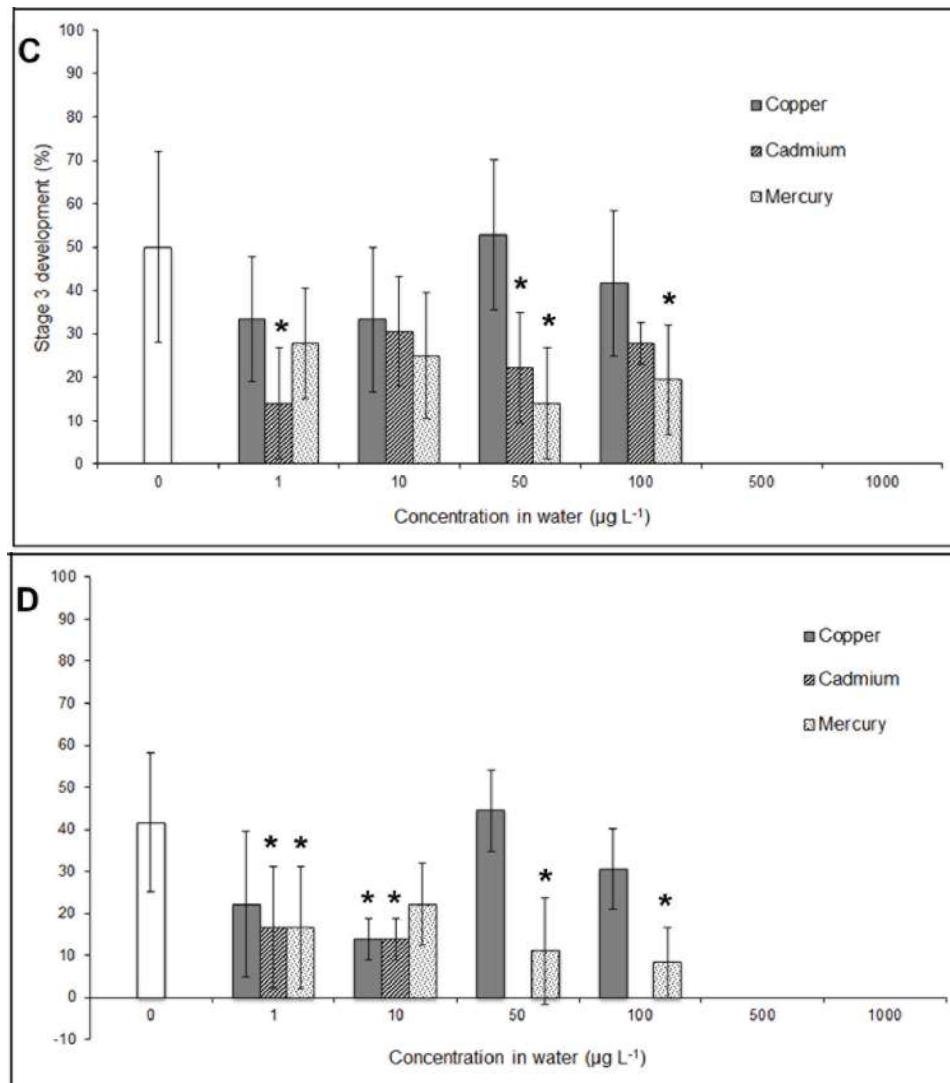 C
100
90
80
70
60
50
40
30
20
10
0
Stage 3 development (%)
Copper
Cadmium
Mercury
*
*
*
*
0 1 10 50 100 500 1000
Concentration in water (µg L⁻¹)
D
100
90
80
70
60
50
40
30
20
10
0
-10
Copper
Cadmium
Mercury
* *
* *
*
*
0 1 10 50 100 500 1000
Concentration in water (µg L⁻¹)